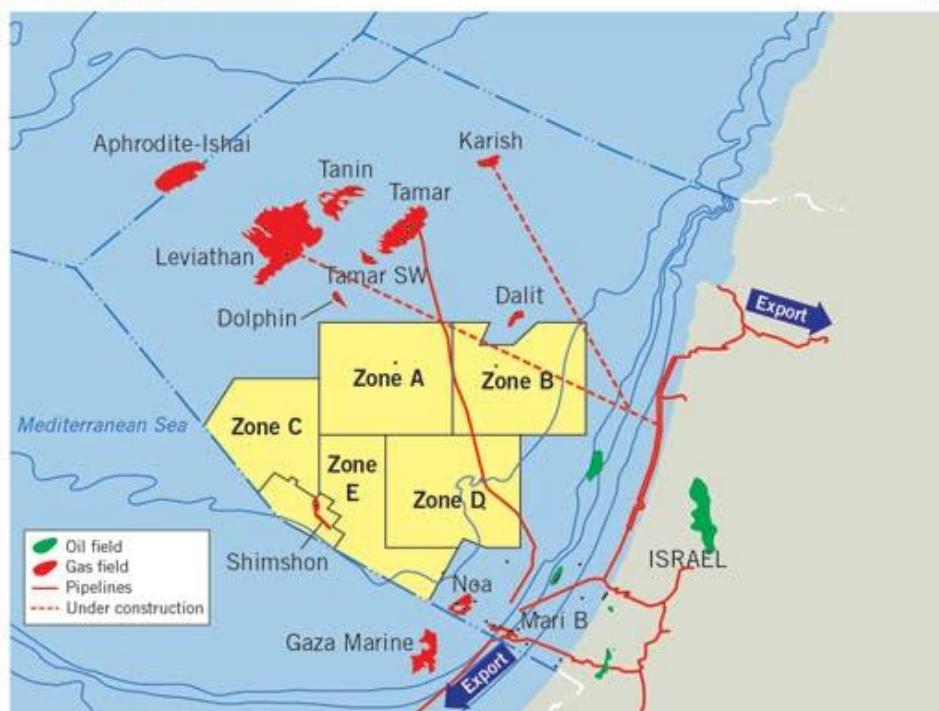 Aphrodite-Ishai
Karish
Tanin
Tamar
Leviathan
Tamar SW
Dolphin
Dalit
Export
Zone A
Zone B
Mediterranean Sea
Zone C
Zone
E
Zone D
Oil field
Gas field
Pipelines
Under construction
Shimshon
ISRAEL
Noa
Mari B
Gaza Marine
Export